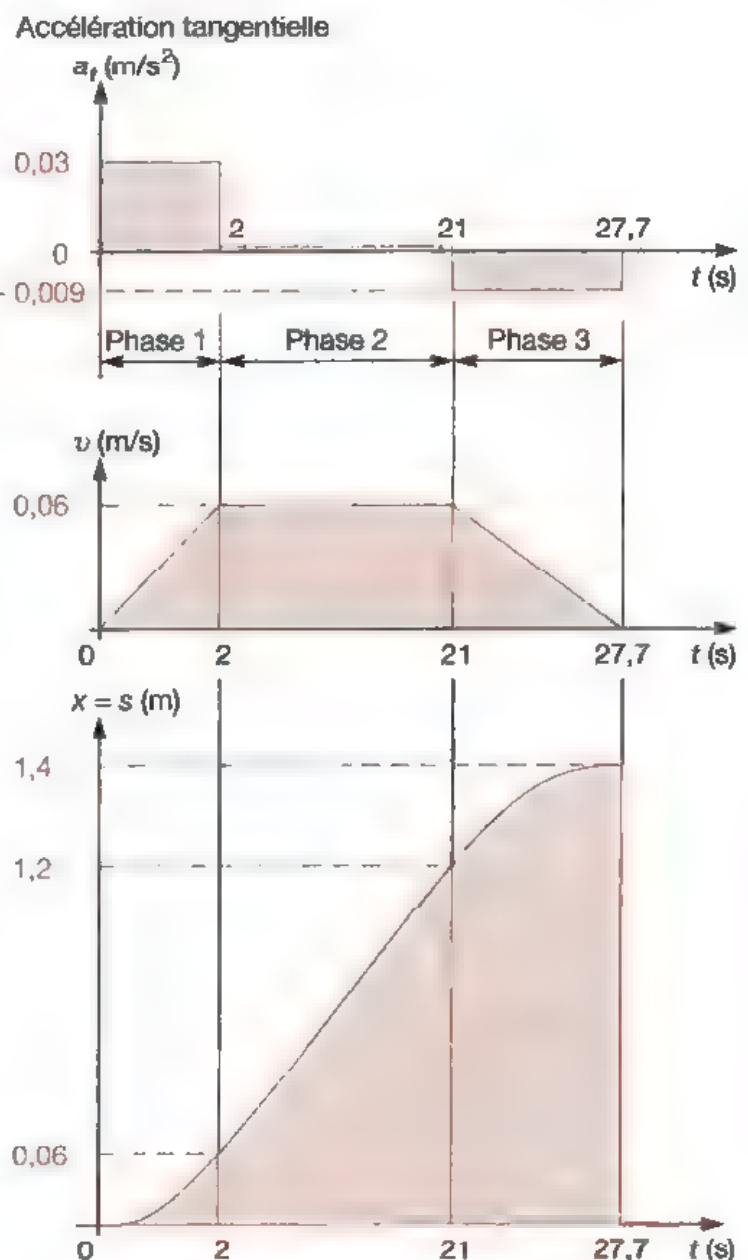 Accélération tangentielle
a_t (m/s²)
0,03
2 21 27,7
0
t (s)
- 0,009
Phase 1 Phase 2 Phase 3
v (m/s)
0,06
0 2 21 27,7 t (s)
x = s (m)
1,4
1,2
0,06
0 2 21 27,7 t (s)